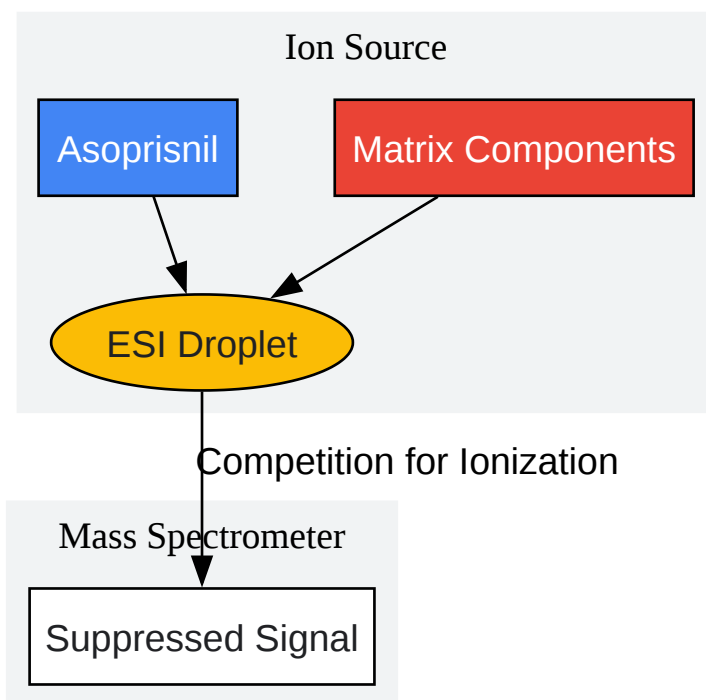 Ion Source
Asoprisnil
Matrix Components
ESI Droplet
Competition for Ionization
Mass Spectrometer
Suppressed Signal